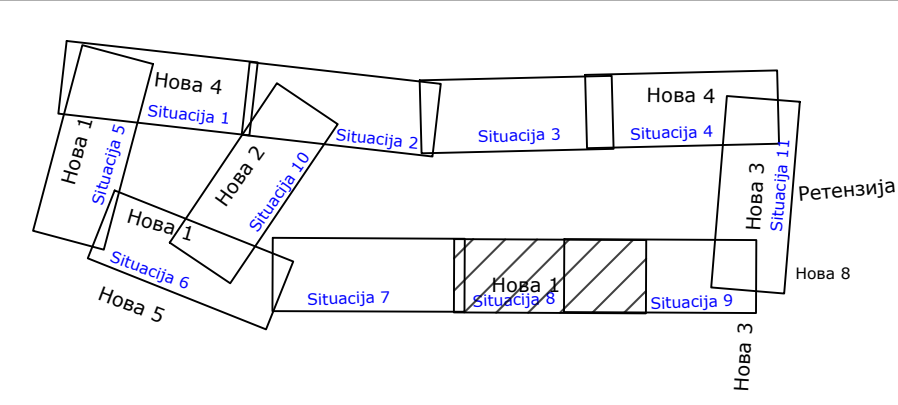 Нова 4
Situacija 1
Situacija 2
Situacija 3
Нова 4
Situacija 4
Нова 1
Situacija 5
Нова 2
Situacija 10
Нова 3
Situacija 11
Ретензија
Нова 1
Situacija 6
Нова 5
Situacija 7
Нова 1
Situacija 8
Situacija 9
Нова 8
Нова 3